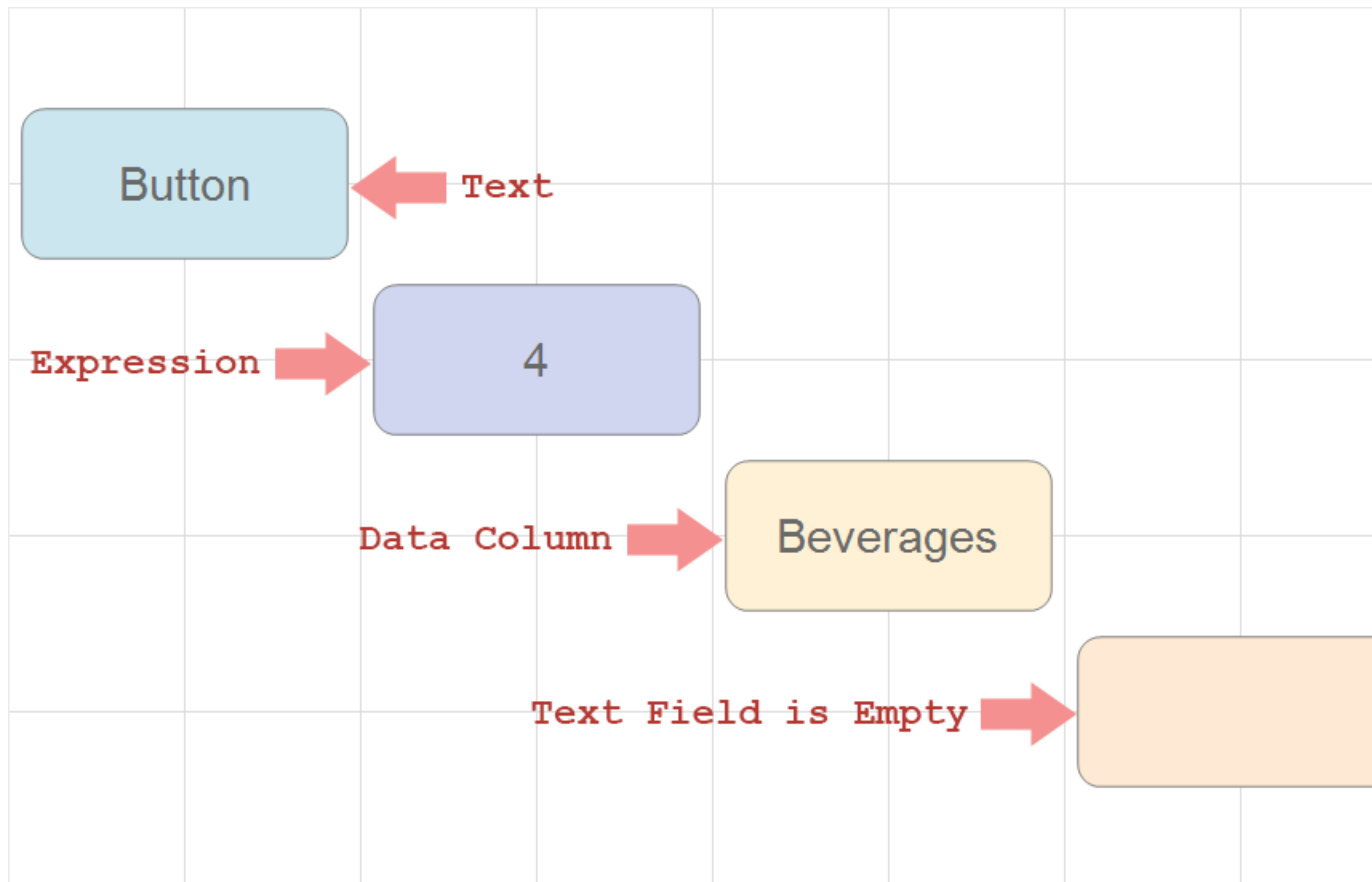 Button
Text
Expression
4
Data Column
Beverages
Text Field is Empty